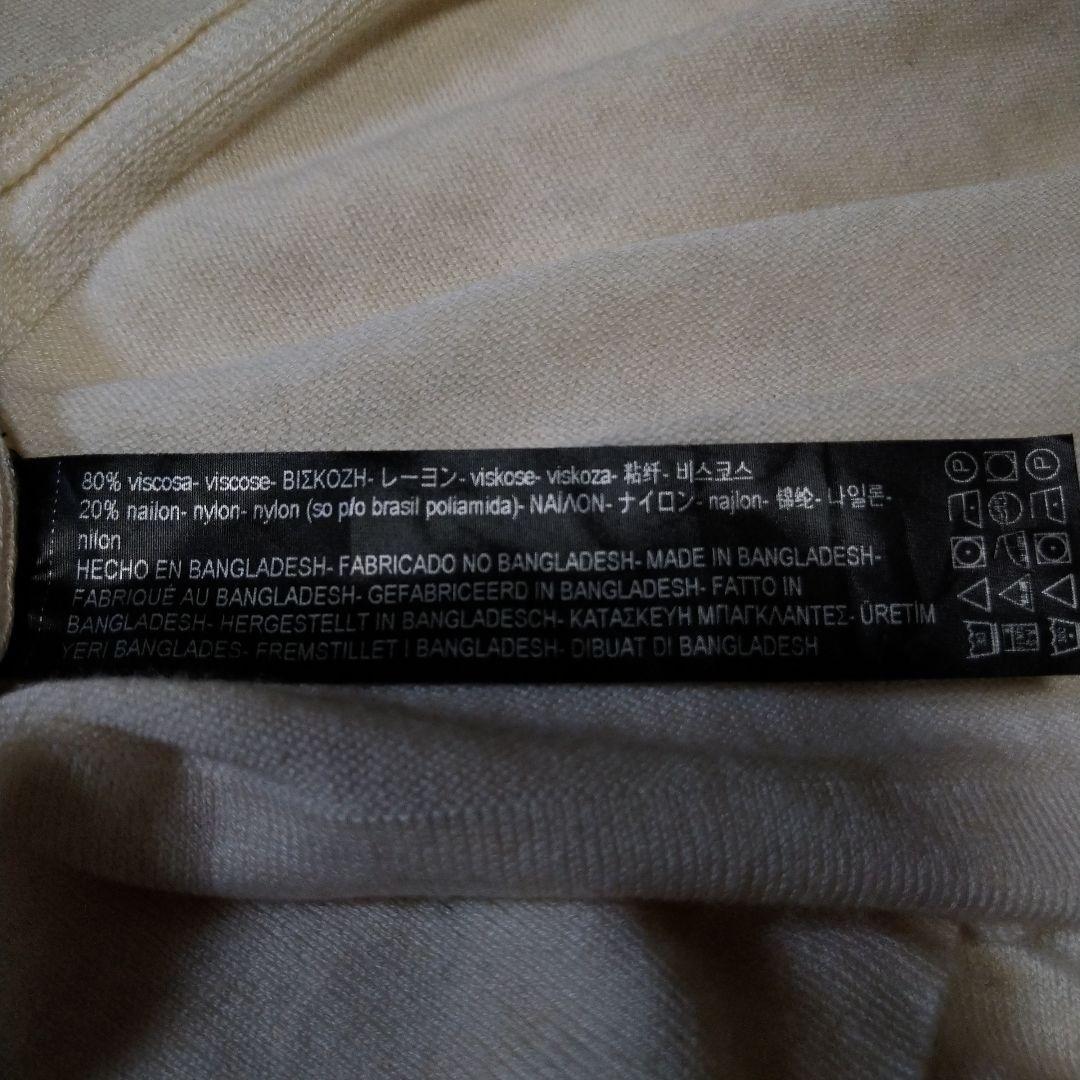 80% viscosa- viscose- ΒΙΣΚΟΖΗ- レーヨン- viskose- viskoza- 粘纤- 비스코스
20% nailon- nylon- nylon (so p/o brasil poliamida)- ΝΑΪΛΟΝ- ナイロン- najlon- 锦纶- 나일론-
nilon
HECHO EN BANGLADESH- FABRICADO NO BANGLADESH- MADE IN BANGLADESH-
FABRIQUÉ AU BANGLADESH- GEFABRICEERD IN BANGLADESH- FATTO IN
BANGLADESH- HERGESTELLT IN BANGLADESCH- ΚΑΤΑΣΚΕΥΗ ΜΠΑΓΚΛΑΝΤΕΣ- ÜRETİM
YERI BANGLADES- FREMSTILLET I BANGLADESH- DIBUAT DI BANGLADESH
P P